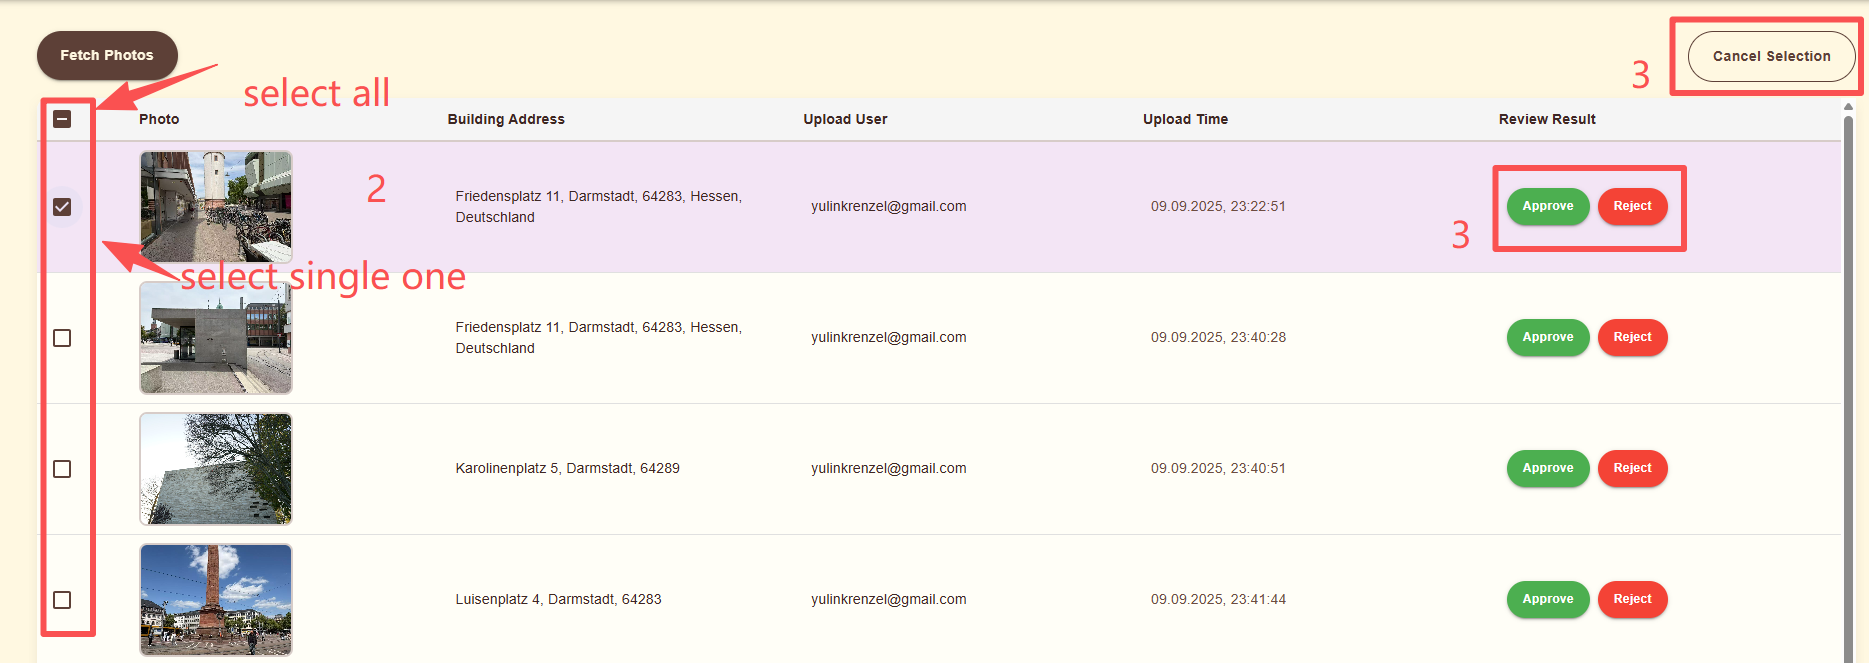 Fetch Photos
Cancel Selection
3
select all
Photo Building Address Upload User Upload Time Review Result
2
Friedensplatz 11, Darmstadt, 64283, Hessen,
Deutschland
yulinkrenzel@gmail.com
09.09.2025, 23:22:51
Approve Reject
3
select single one
Friedensplatz 11, Darmstadt, 64283, Hessen,
Deutschland
yulinkrenzel@gmail.com
09.09.2025, 23:40:28
Approve Reject
Karolinenplatz 5, Darmstadt, 64289
yulinkrenzel@gmail.com
09.09.2025, 23:40:51
Approve Reject
Luisenplatz 4, Darmstadt, 64283
yulinkrenzel@gmail.com
09.09.2025, 23:41:44
Approve Reject